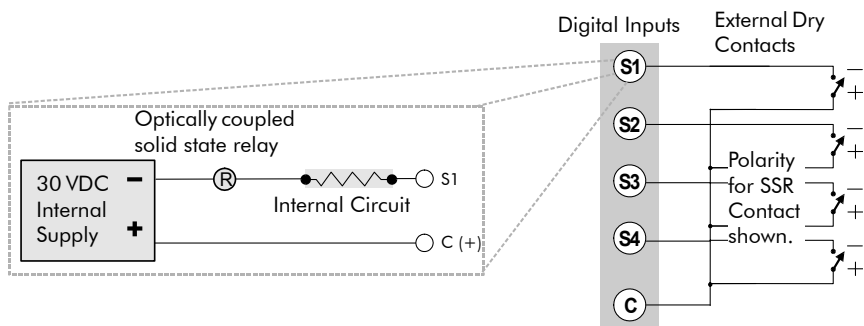 Digital Inputs
External Dry
Contacts
S1
S2
S3
S4
C
−
+
−
+
−
+
−
+
Polarity
for SSR
Contact
shown.
Optically coupled
solid state relay
30 VDC
Internal
Supply
−
+
R
Internal Circuit
S1
C (+)